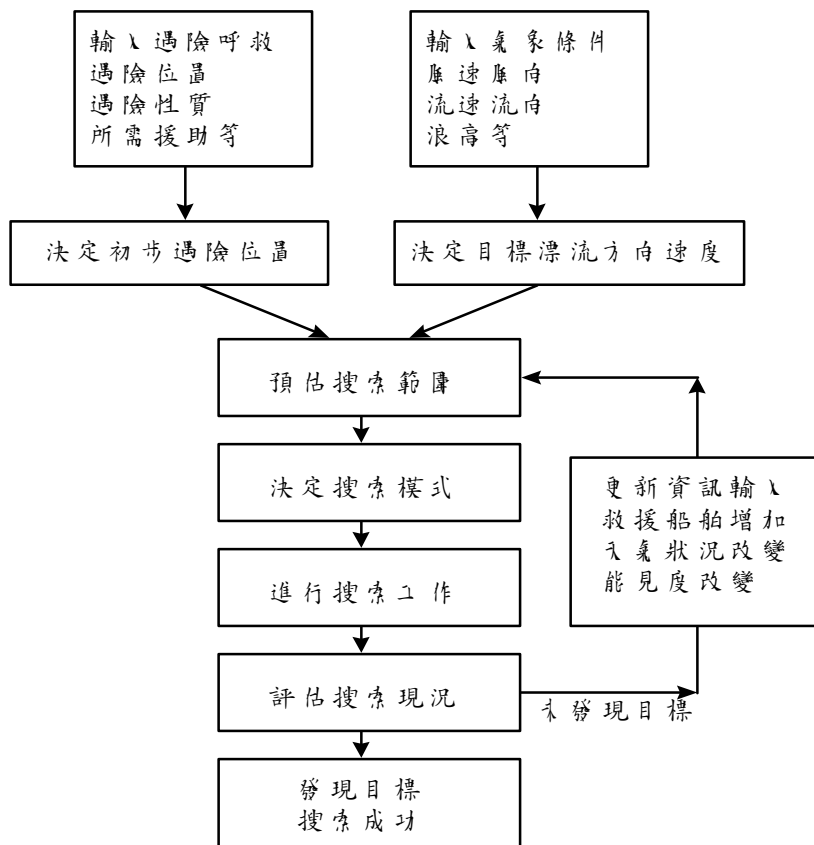 輸入遇險呼救
遇險位置
遇險性質
所需援助等
輸入氣象條件
風速風向
流速流向
浪高等
決定初步遇險位置
決定目標漂流方向速度
預估搜索範圍
決定搜索模式
更新資訊輸入
救援船舶增加
天氣狀況改變
能見度改變
進行搜索工作
評估搜索現況
未發現目標
發現目標
搜索成功